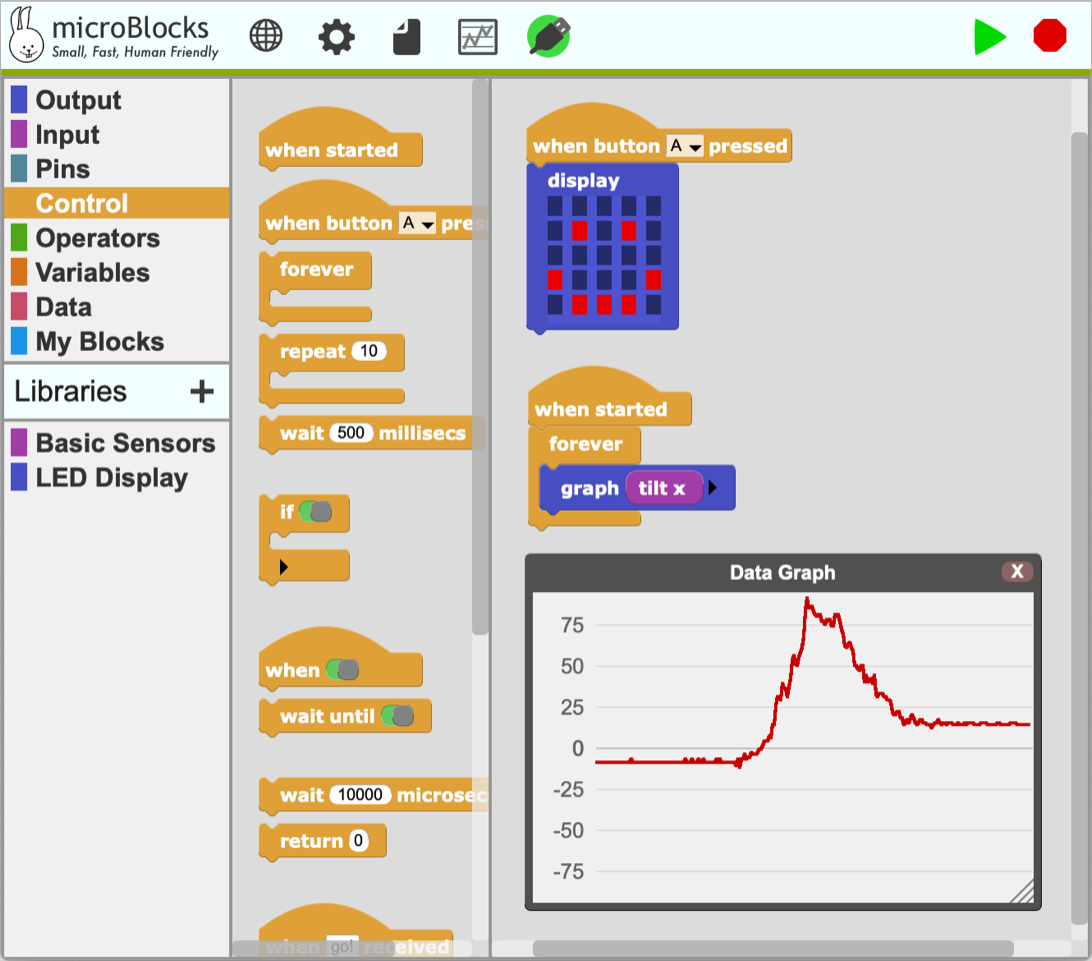 microBlocks
Small, Fast, Human Friendly
Output
Input
Pins
Control
Operators
Variables
Data
My Blocks
Libraries +
Basic Sensors
LED Display
when started
when button A pres
forever
repeat 10
wait 500 millisecs
if
when
wait until
wait 10000 microsec
return 0
when go! received
when button A pressed
display
when started
forever
graph tilt x
Data Graph X
75
50
25
0
-25
-50
-75